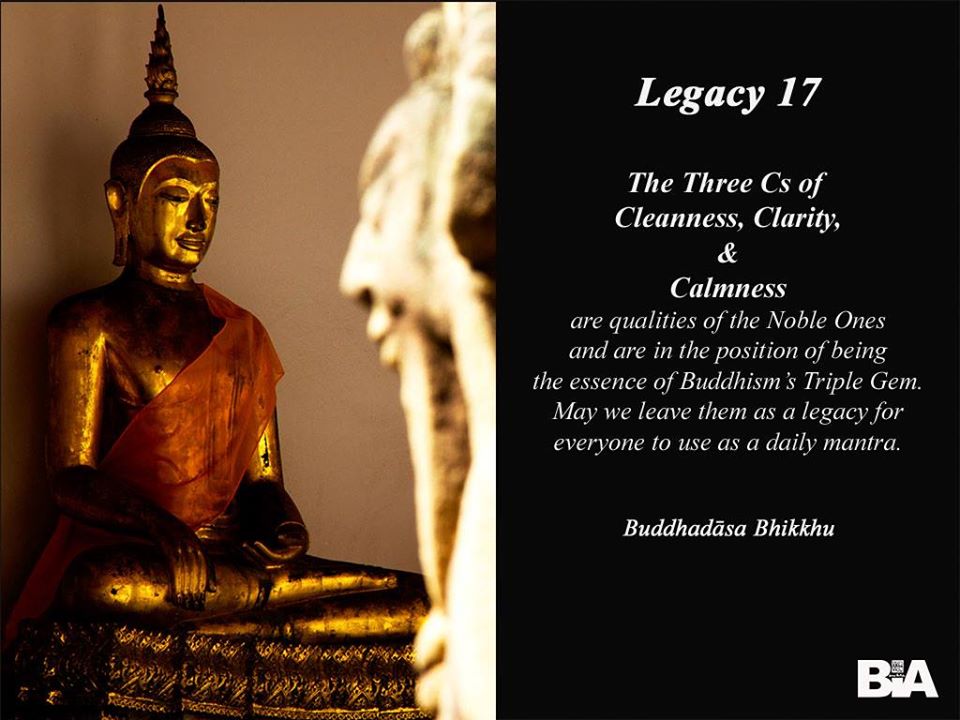 Legacy 17
The Three Cs of
Cleanness, Clarity,
&
Calmness
are qualities of the Noble Ones
and are in the position of being
the essence of Buddhism’s Triple Gem.
May we leave them as a legacy for
everyone to use as a daily mantra.
Buddhadāsa Bhikkhu
BIA